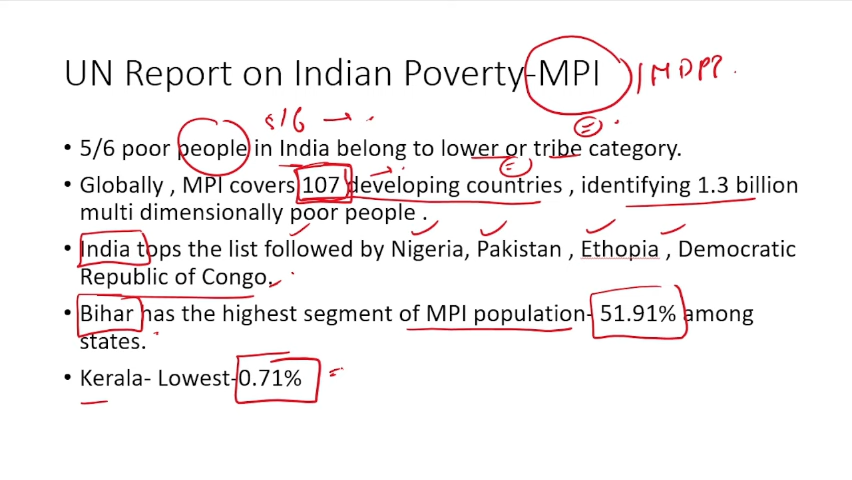 UN Report on Indian Poverty-MPI /MDPP
5/6 →
• 5/6 poor people in India belong to lower or tribe category.
• Globally , MPI covers 107 developing countries , identifying 1.3 billion
multi dimensionally poor people .
• India tops the list followed by Nigeria, Pakistan , Ethopia , Democratic
Republic of Congo.
• Bihar has the highest segment of MPI population- 51.91% among
states.
• Kerala- Lowest-0.71%